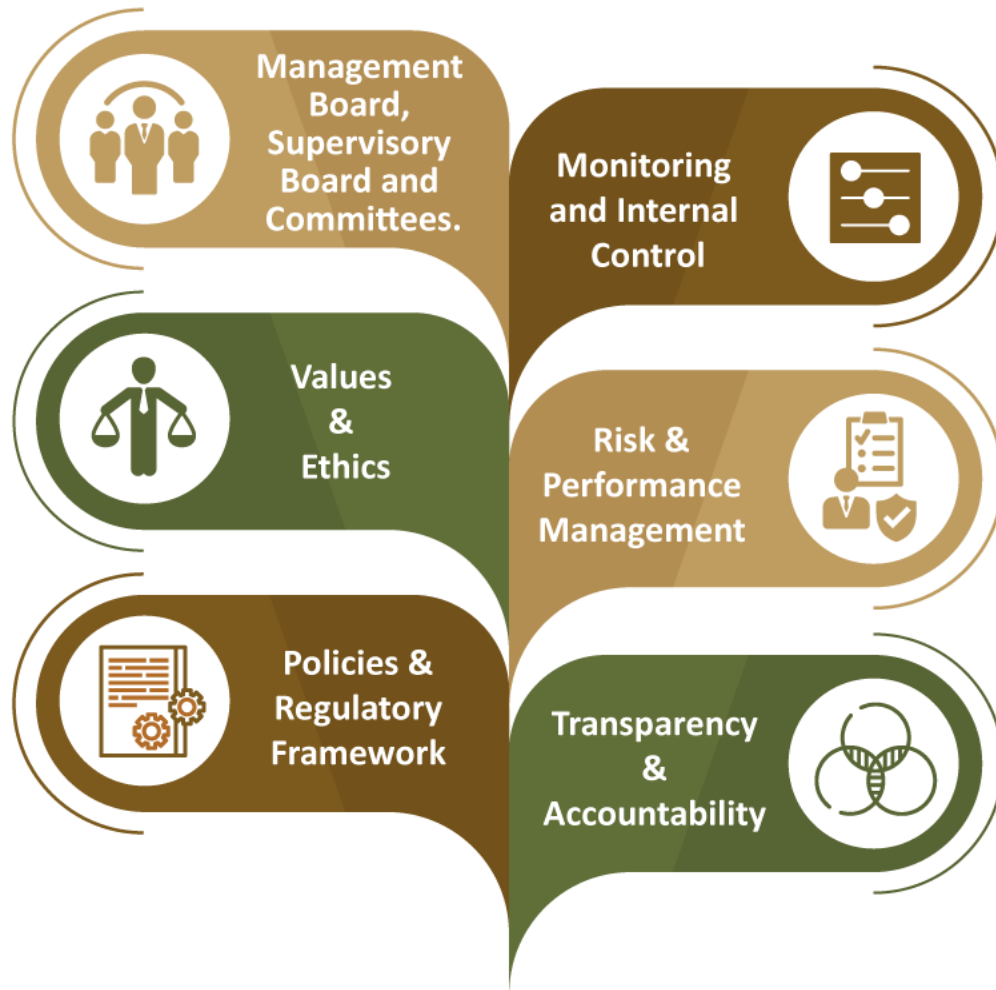 Management
Board,
Supervisory
Board and
Committees.
Monitoring
and Internal
Control
Values
&
Ethics
Risk &
Performance
Management
Policies &
Regulatory
Framework
Transparency
&
Accountability